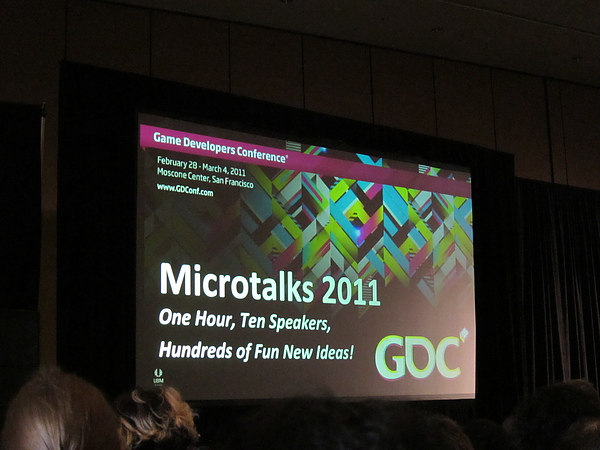 Game Developers Conference®
February 28 - March 4, 2011
Moscone Center, San Francisco
www.GDConf.com
Microtalks 2011
One Hour, Ten Speakers,
Hundreds of Fun New Ideas!
GDC
UBM